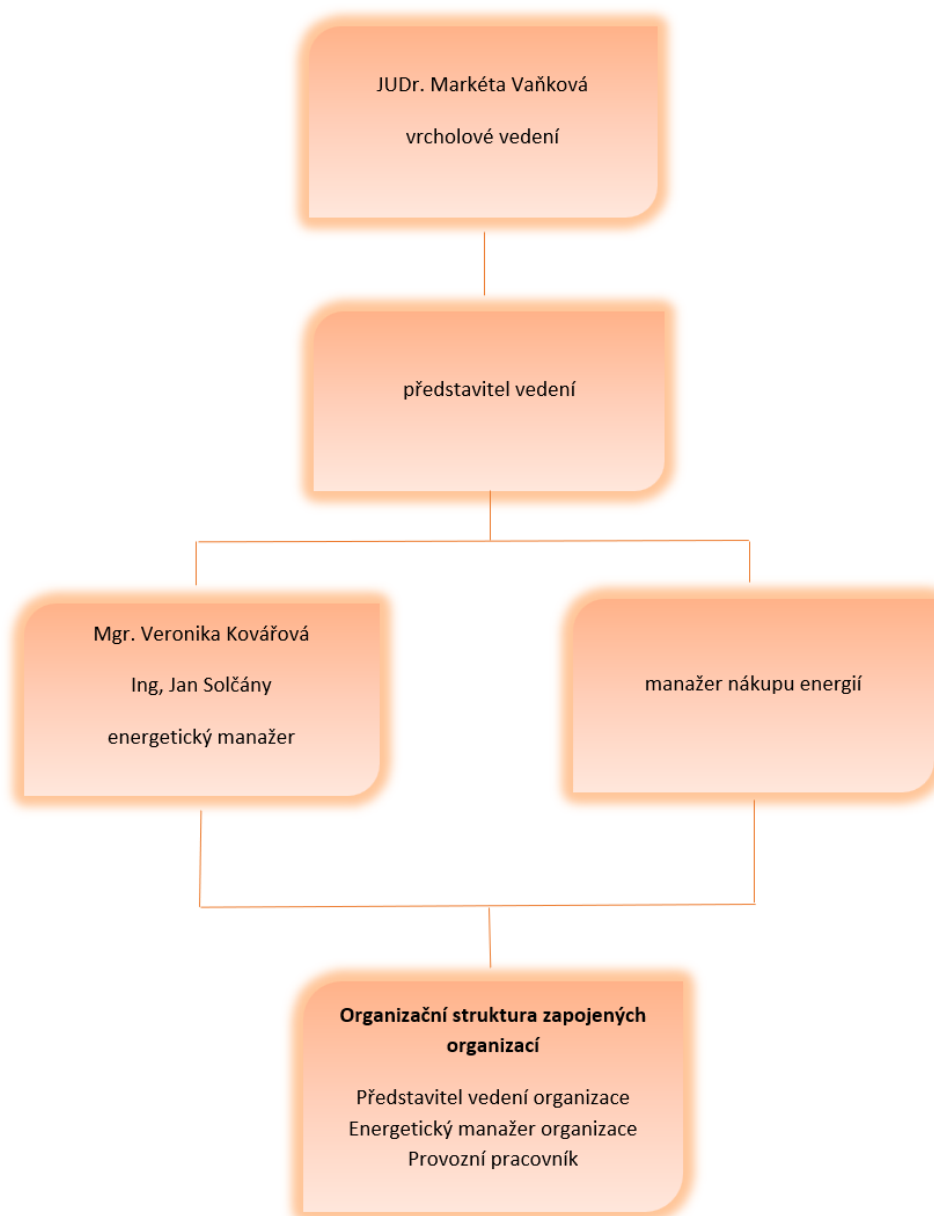 JUDr. Markéta Vaňková
vrcholové vedení
představitel vedení
Mgr. Veronika Kovářová
Ing, Jan Solčány
energetický manažer
manažer nákupu energií
Organizační struktura zapojených
organizací
Představitel vedení organizace
Energetický manažer organizace
Provozní pracovník